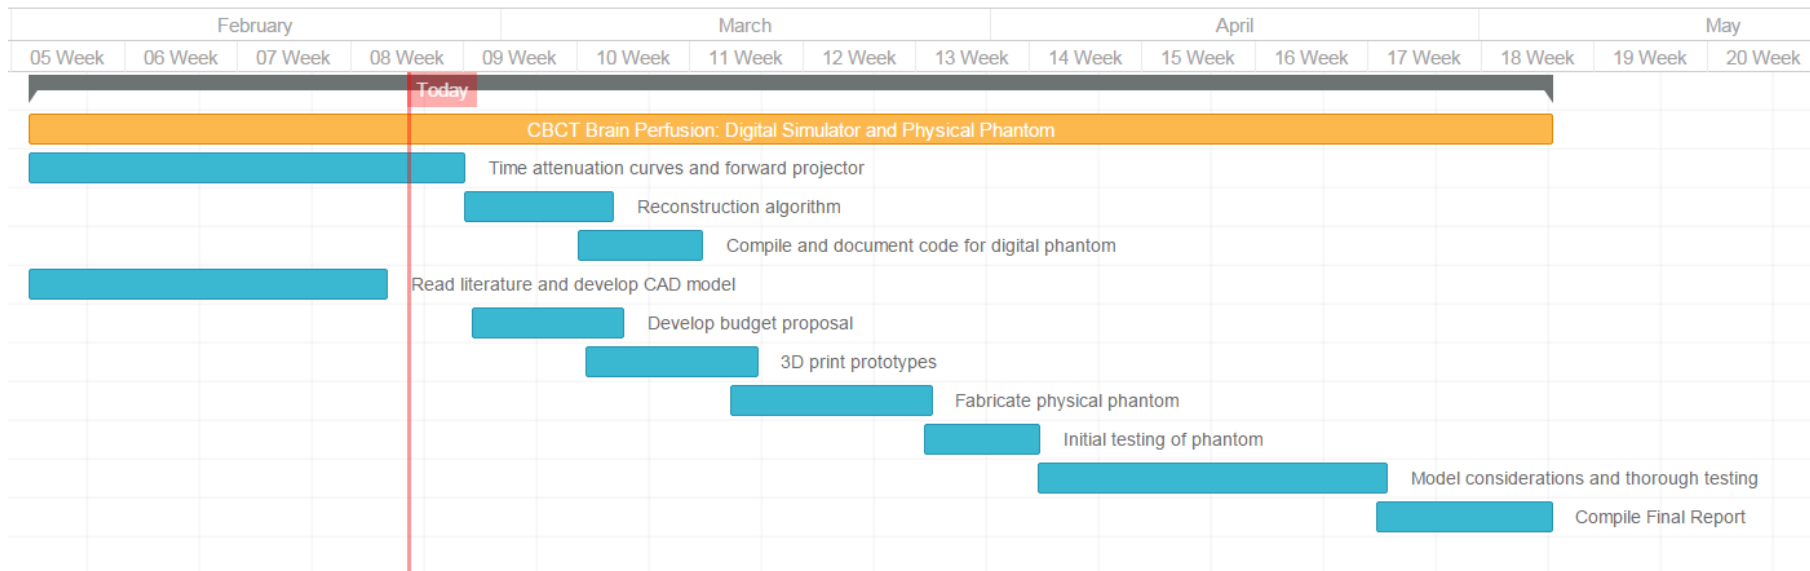 February March April May
05 Week 06 Week 07 Week 08 Week 09 Week 10 Week 11 Week 12 Week 13 Week 14 Week 15 Week 16 Week 17 Week 18 Week 19 Week 20 Week
Today
CBCT Brain Perfusion: Digital Simulator and Physical Phantom
Time attenuation curves and forward projector
Reconstruction algorithm
Compile and document code for digital phantom
Read literature and develop CAD model
Develop budget proposal
3D print prototypes
Fabricate physical phantom
Initial testing of phantom
Model considerations and thorough testing
Compile Final Report